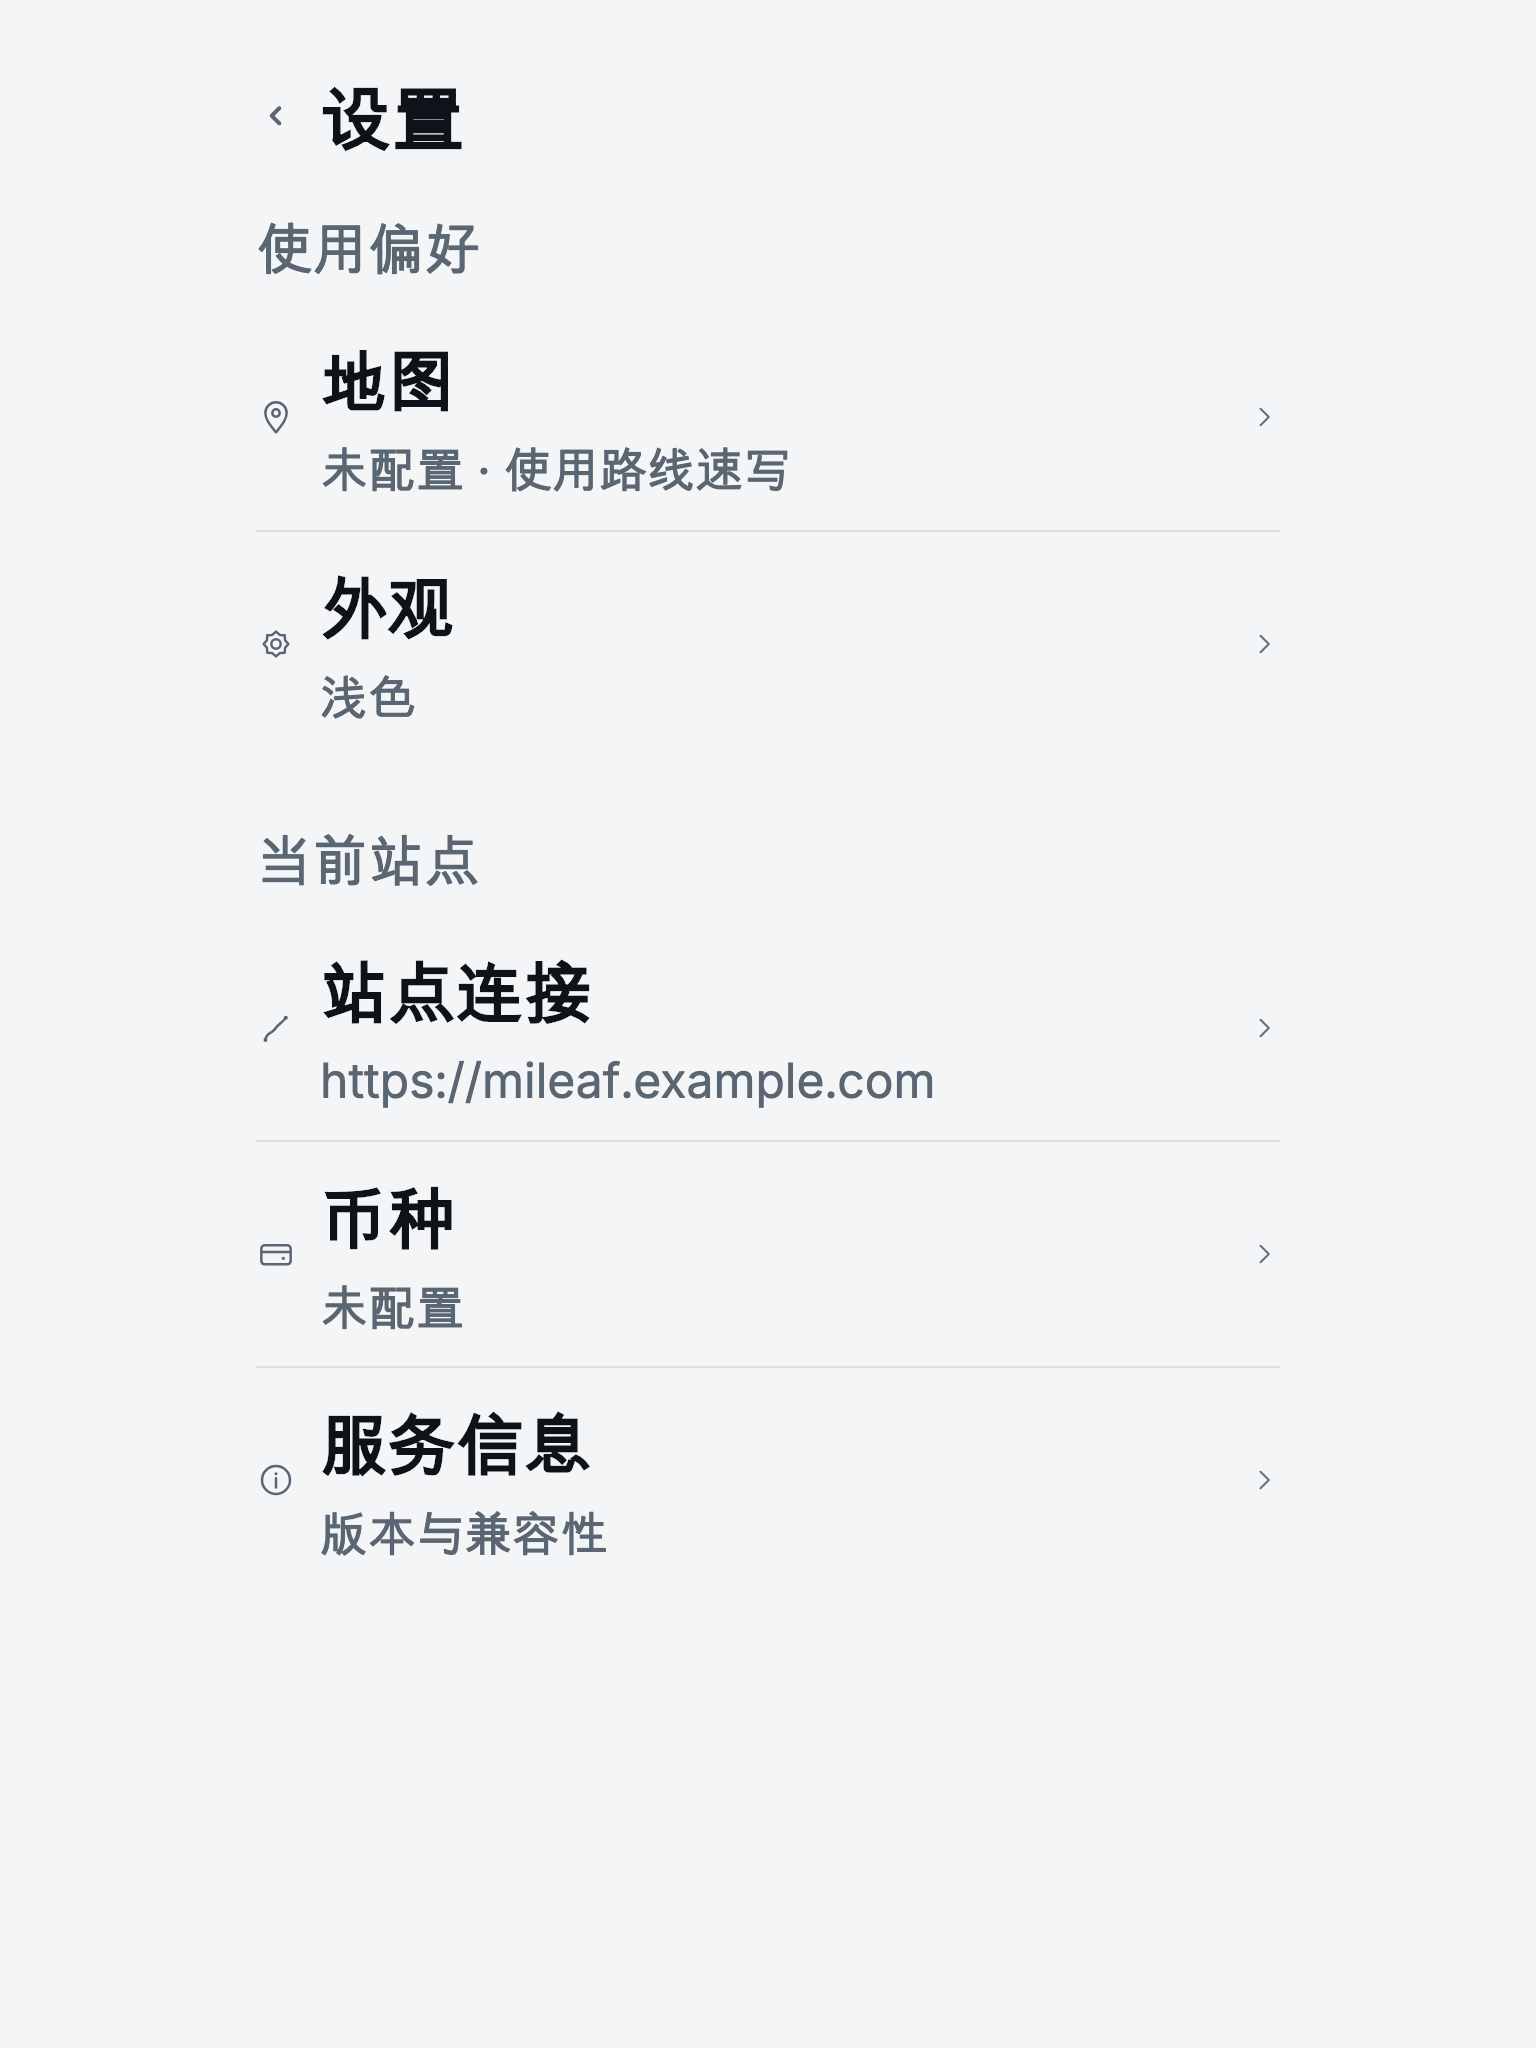 设置
使用偏好
地图
未配置 · 使用路线速写
外观
浅色
当前站点
站点连接
https://mileaf.example.com
币种
未配置
服务信息
版本与兼容性